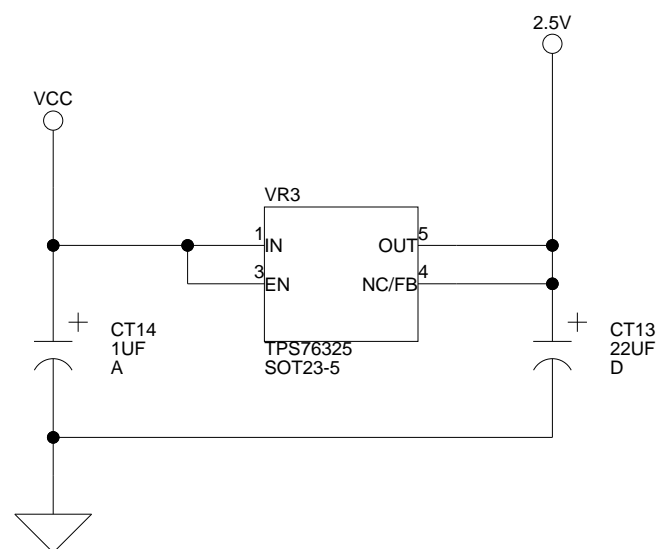 2.5V
VCC
VR3
1
IN
OUT
5
3
EN
NC/FB
4
CT14
1UF
A
TPS76325
SOT23-5
CT13
22UF
D